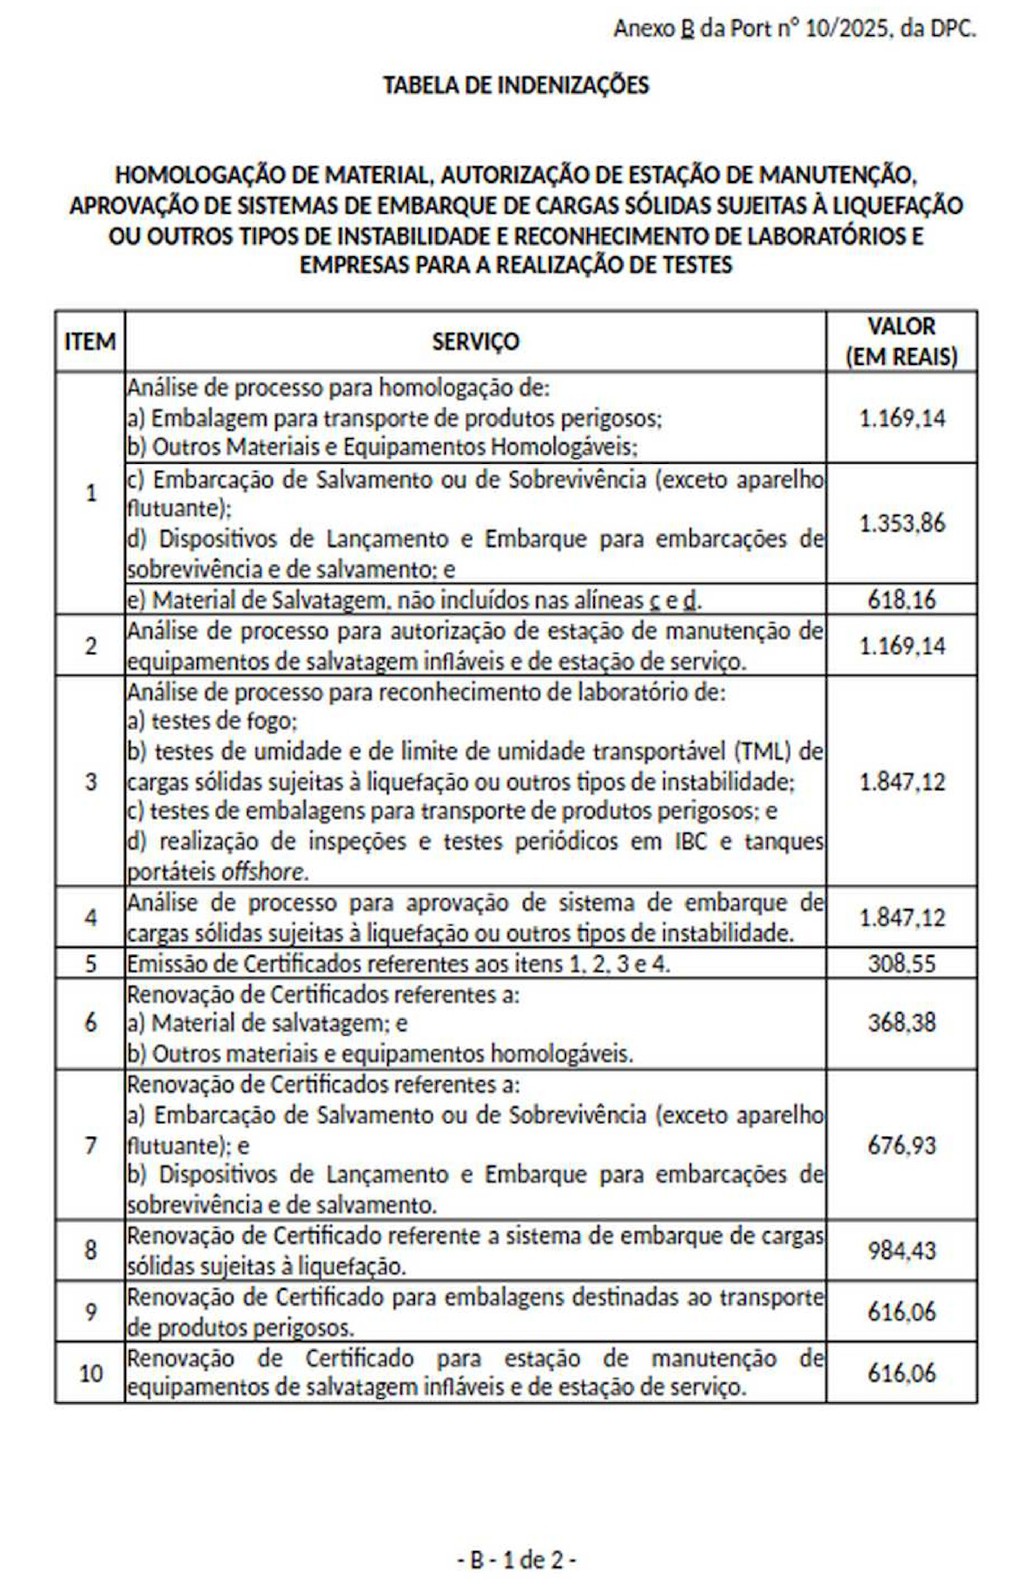 Anexo B da Port nº 10/2025, da DPC.
TABELA DE INDENIZAÇÕES
HOMOLOGAÇÃO DE MATERIAL, AUTORIZAÇÃO DE ESTAÇÃO DE MANUTENÇÃO,
APROVAÇÃO DE SISTEMAS DE EMBARQUE DE CARGAS SÓLIDAS SUJEITAS À LIQUEFAÇÃO
OU OUTROS TIPOS DE INSTABILIDADE E RECONHECIMENTO DE LABORATÓRIOS E
EMPRESAS PARA A REALIZAÇÃO DE TESTES
ITEM SERVIÇO VALOR
(EM REAIS)
1
Análise de processo para homologação de:
a) Embalagem para transporte de produtos perigosos;
b) Outros Materiais e Equipamentos Homologáveis;
1.169,14
c) Embarcação de Salvamento ou de Sobrevivência (exceto aparelho
flutuante);
d) Dispositivos de Lançamento e Embarque para embarcações de
sobrevivência e de salvamento; e
1.353,86
e) Material de Salvatagem, não incluídos nas alíneas c e d.
618,16
2
Análise de processo para autorização de estação de manutenção de
equipamentos de salvatagem infláveis e de estação de serviço.
1.169,14
3
Análise de processo para reconhecimento de laboratório de:
a) testes de fogo;
b) testes de umidade e de limite de umidade transportável (TML) de
cargas sólidas sujeitas à liquefação ou outros tipos de instabilidade;
c) testes de embalagens para transporte de produtos perigosos; e
d) realização de inspeções e testes periódicos em IBC e tanques
portáteis offshore.
1.847,12
4
Análise de processo para aprovação de sistema de embarque de
cargas sólidas sujeitas à liquefação ou outros tipos de instabilidade.
1.847,12
5
Emissão de Certificados referentes aos itens 1, 2, 3 e 4.
308,55
6
Renovação de Certificados referentes a:
a) Material de salvatagem; e
b) Outros materiais e equipamentos homologáveis.
368,38
7
Renovação de Certificados referentes a:
a) Embarcação de Salvamento ou de Sobrevivência (exceto aparelho
flutuante); e
b) Dispositivos de Lançamento e Embarque para embarcações de
sobrevivência e de salvamento.
676,93
8
Renovação de Certificado referente a sistema de embarque de cargas
sólidas sujeitas à liquefação.
984,43
9
Renovação de Certificado para embalagens destinadas ao transporte
de produtos perigosos.
616,06
10
Renovação de Certificado para estação de manutenção de
equipamentos de salvatagem infláveis e de estação de serviço.
616,06
- B - 1 de 2 -